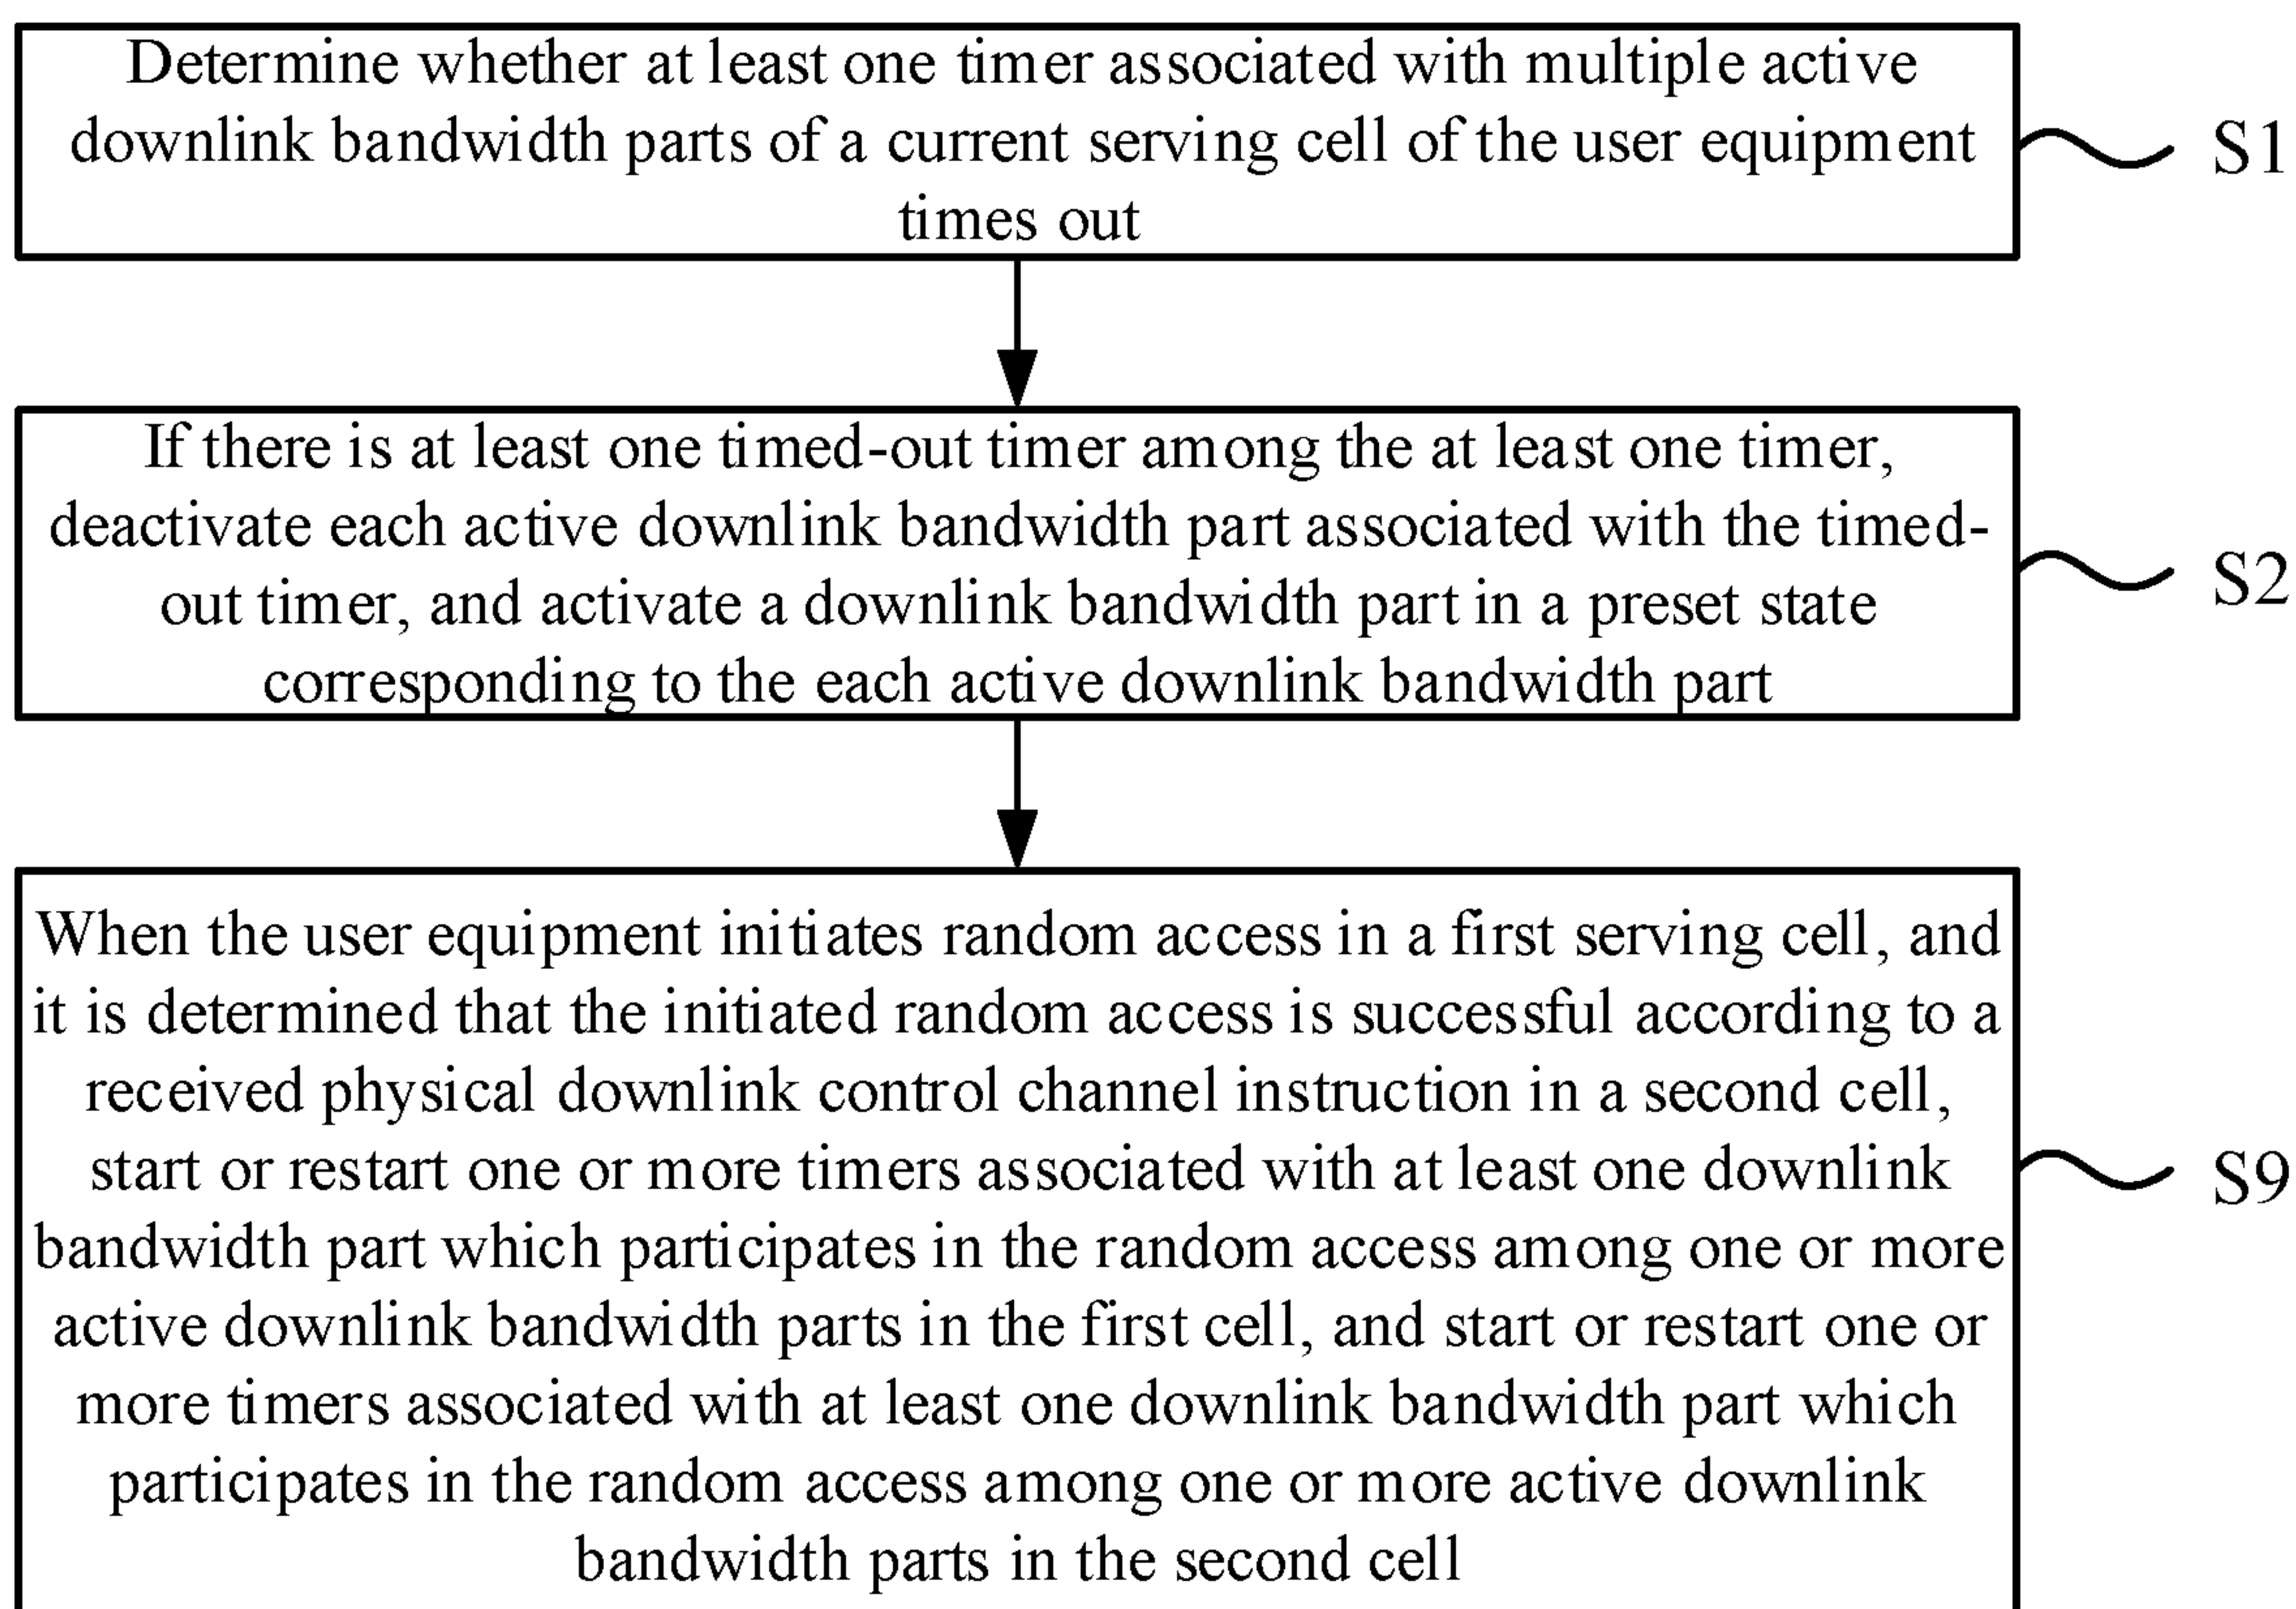 Determine whether at least one timer associated with multiple active
downlink bandwidth parts of a current serving cell of the user equipment
times out
S1
If there is at least one timed-out timer among the at least one timer,
deactivate each active downlink bandwidth part associated with the timed-
out timer, and activate a downlink bandwidth part in a preset state
corresponding to the each active downlink bandwidth part
S2
When the user equipment initiates random access in a first serving cell, and
it is determined that the initiated random access is successful according to a
received physical downlink control channel instruction in a second cell,
start or restart one or more timers associated with at least one downlink
bandwidth part which participates in the random access among one or more
active downlink bandwidth parts in the first cell, and start or restart one or
more timers associated with at least one downlink bandwidth part which
participates in the random access among one or more active downlink
bandwidth parts in the second cell
S9